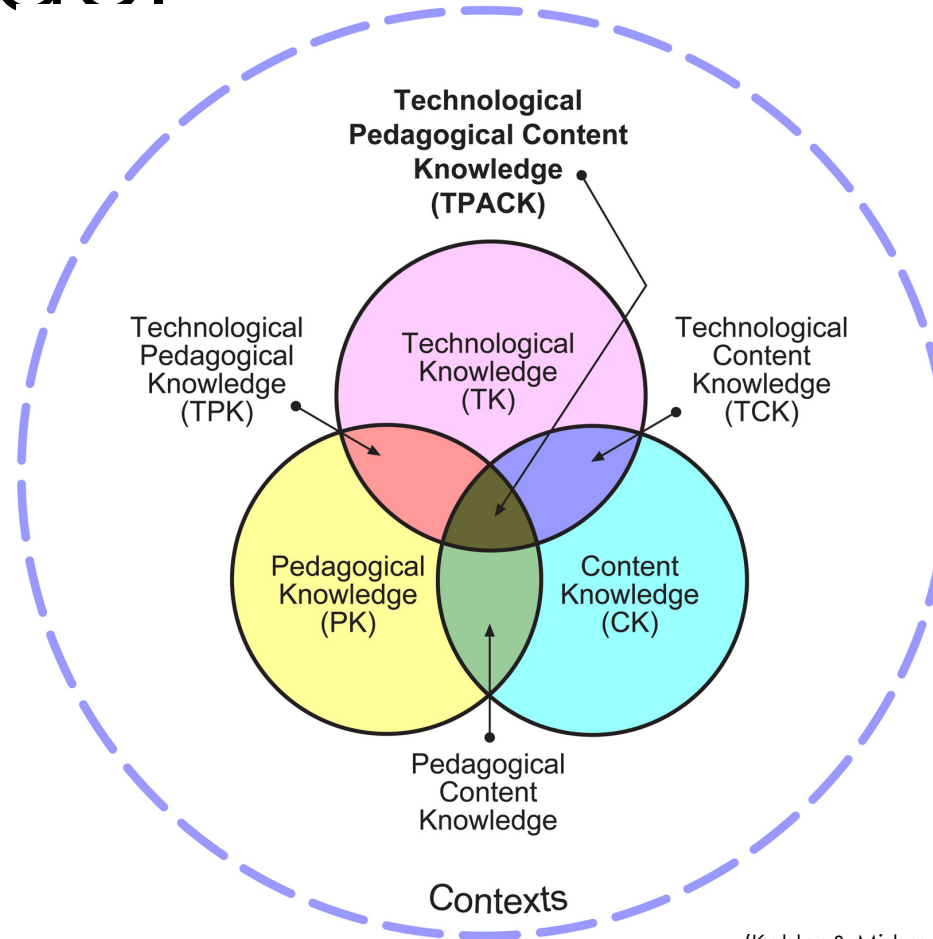 Technological
Pedagogical Content
Knowledge
(TPACK)
Technological
Pedagogical
Knowledge
(TPK)
Technological
Knowledge
(TK)
Technological
Content
Knowledge
(TCK)
Pedagogical
Knowledge
(PK)
Content
Knowledge
(CK)
Pedagogical
Content
Knowledge
Contexts